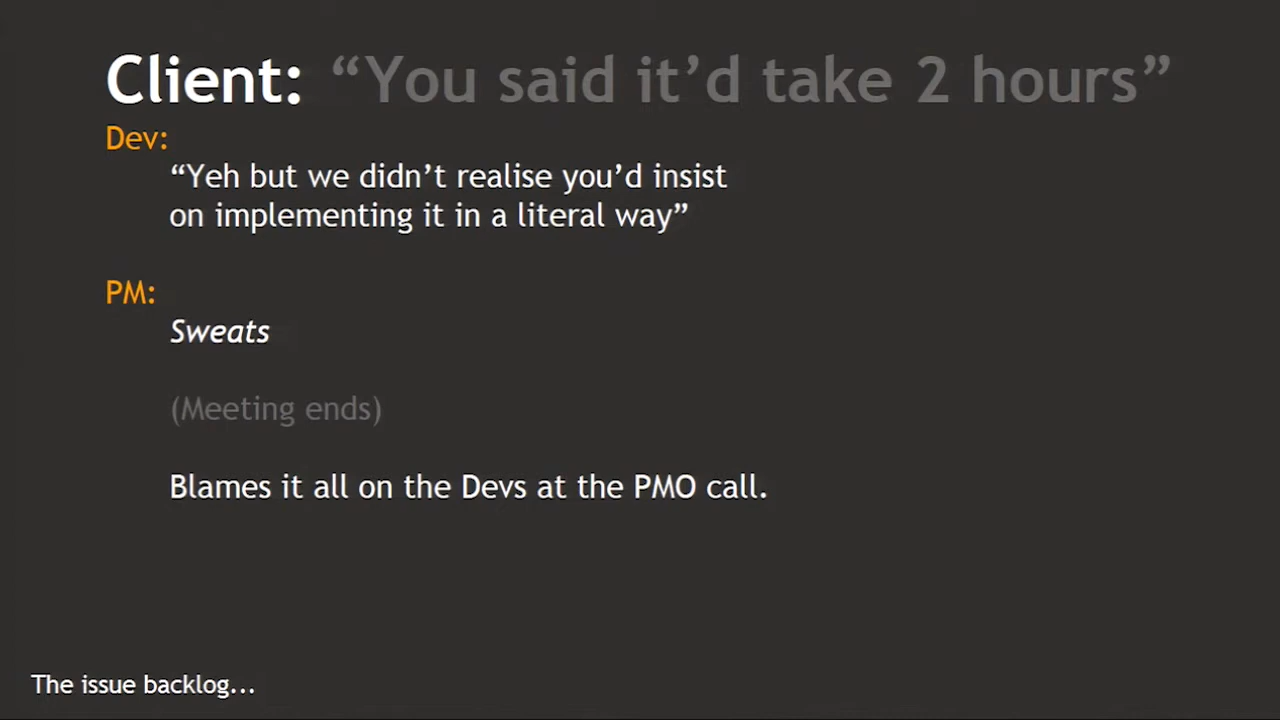 Client: “You said it’d take 2 hours”
Dev:
“Yeh but we didn’t realise you’d insist
on implementing it in a literal way”
PM:
Sweats
(Meeting ends)
Blames it all on the Devs at the PMO call.
The issue backlog...